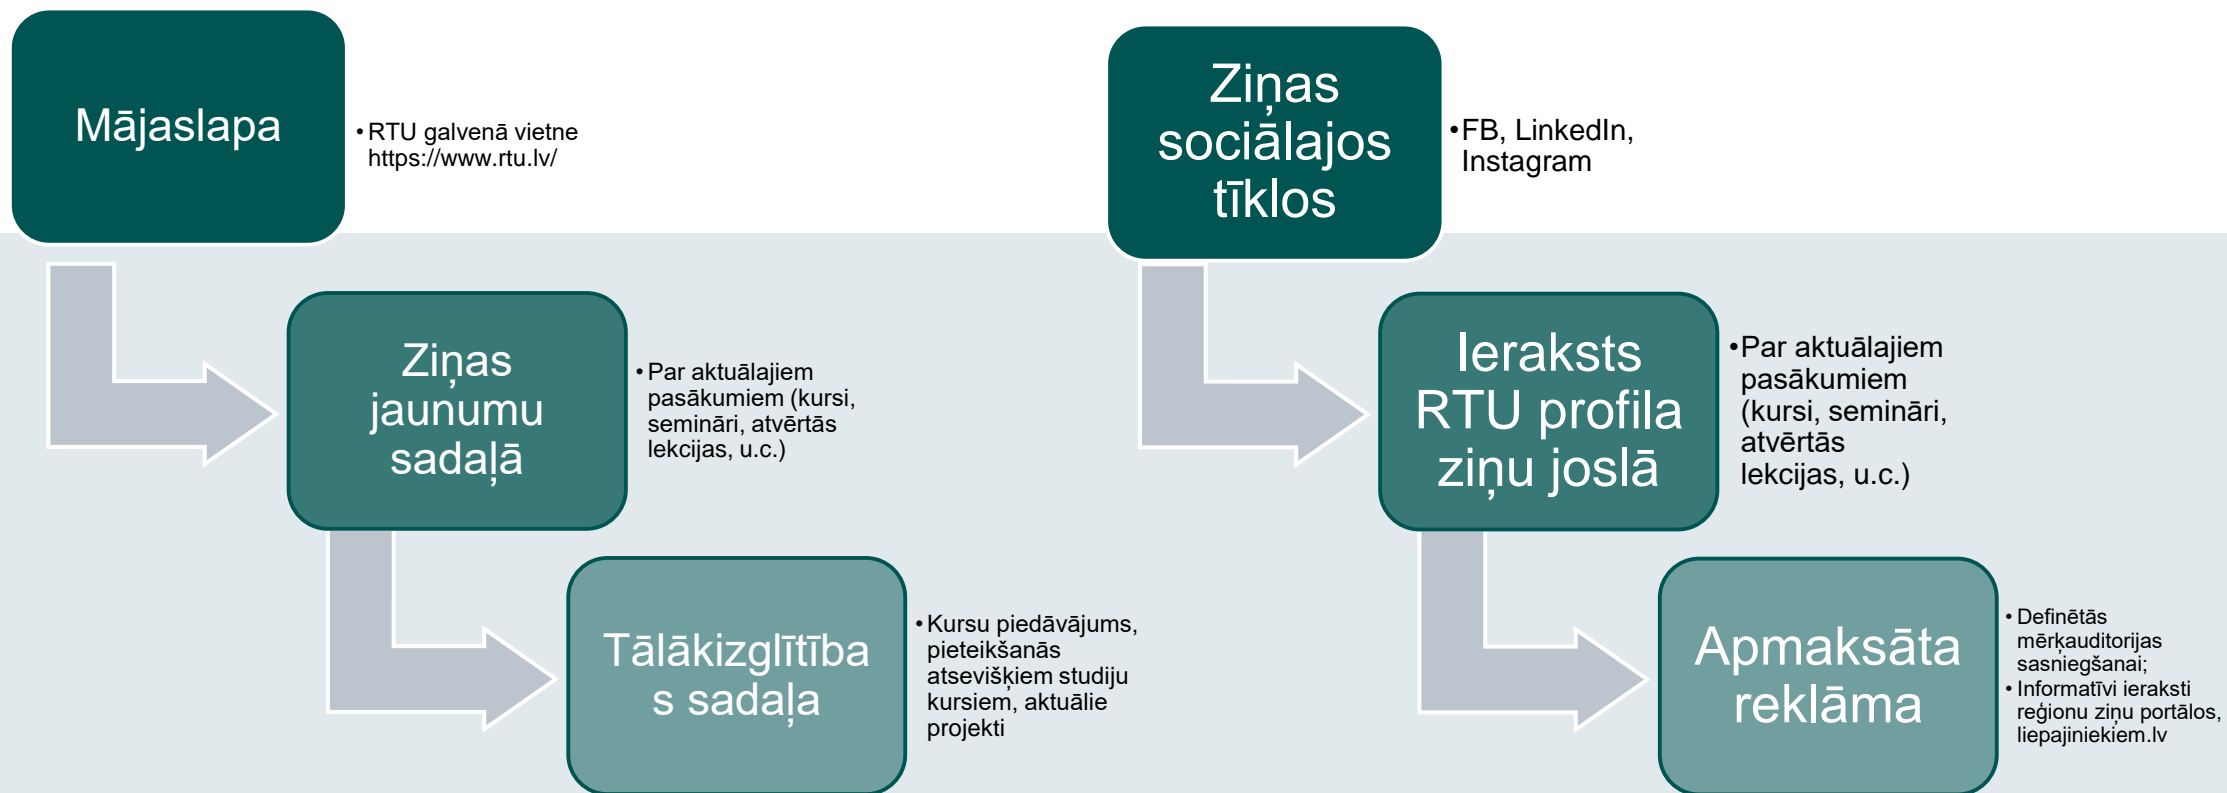 Mājaslapa
• RTU galvenā vietne
https://www.rtu.lv/
Ziņas
jaunumu
sadaļā
• Par aktuālajiem
pasākumiem (kursi,
semināri, atvērtās
lekcijas, u.c.)
Tālākizglītība
s sadaļa
• Kursu piedāvājums,
pieteikšanās
atsevišķiem studiju
kursiem, aktuālie
projekti
Ziņas
sociālajos
tīklos
•FB, LinkedIn,
Instagram
Ieraksts
RTU profila
ziņu joslā
•Par aktuālajiem
pasākumiem
(kursi, semināri,
atvērtās
lekcijas, u.c.)
Apmaksāta
reklāma
• Definētās
mērķauditorijas
sasniegšanai;
• Informatīvi ieraksti
reģionu ziņu portālos,
liepajiniekiem.lv